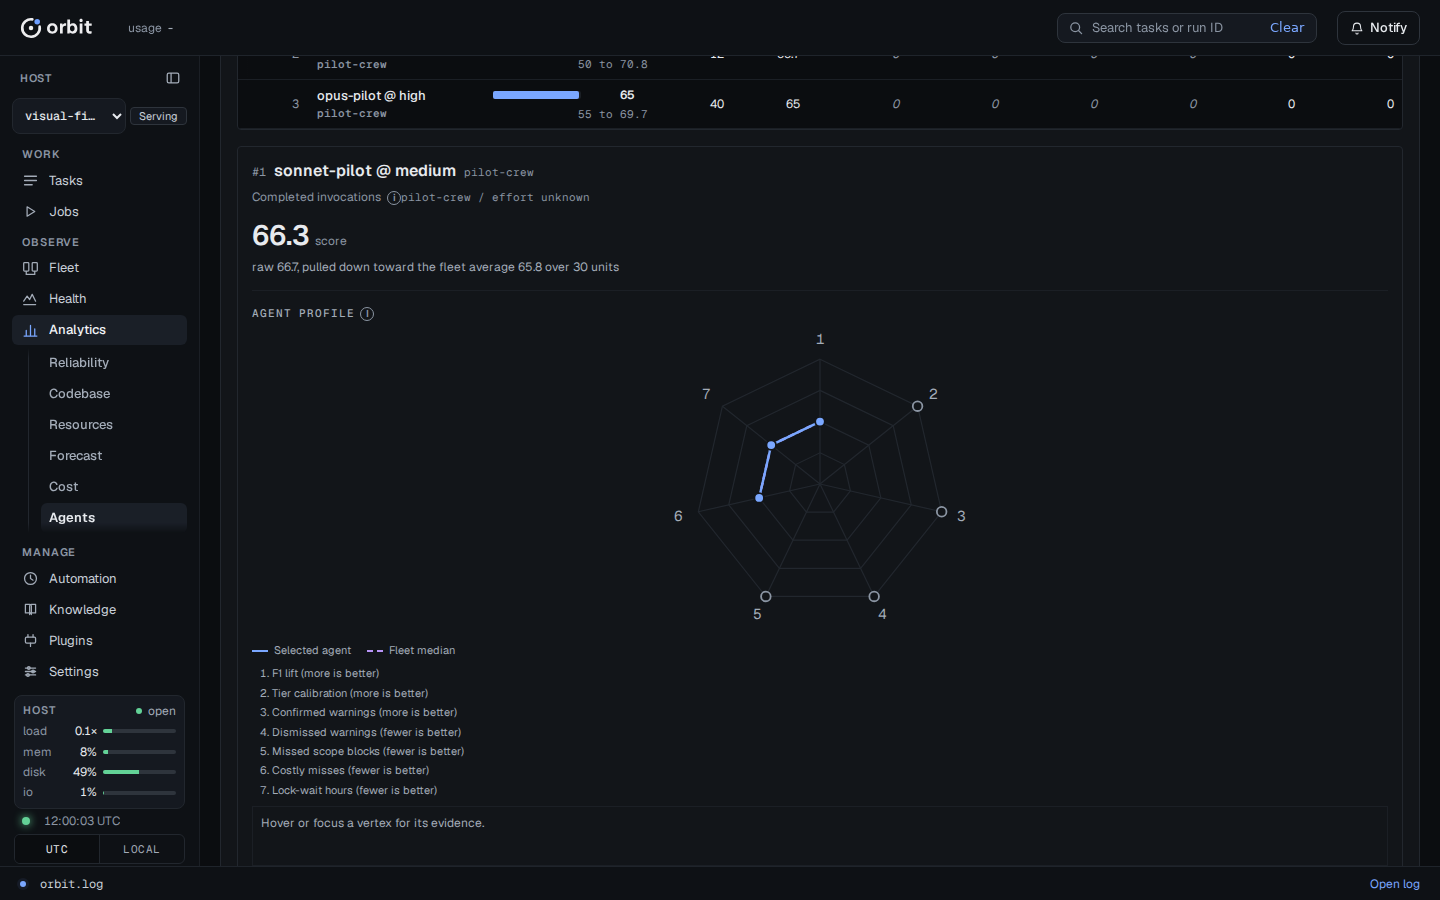 orbit
usage -
Search tasks or run ID
Clear
Notify
HOST
visual-fi…
Serving
WORK
Tasks
Jobs
OBSERVE
Fleet
Health
Analytics
Reliability
Codebase
Resources
Forecast
Cost
Agents
MANAGE
Automation
Knowledge
Plugins
Settings
HOST open
load 0.1×
mem 8%
disk 49%
io 1%
12:00:03 UTC
UTC LOCAL
pilot-crew 50 to 70.8
3 opus-pilot @ high 65 40 65 0 0 0 0 0 0
pilot-crew 55 to 69.7
#1 sonnet-pilot @ medium pilot-crew
Completed invocations pilot-crew / effort unknown
66.3 score
raw 66.7, pulled down toward the fleet average 65.8 over 30 units
AGENT PROFILE
1
7
2
6
3
5
4
Selected agent Fleet median
1. F1 lift (more is better)
2. Tier calibration (more is better)
3. Confirmed warnings (more is better)
4. Dismissed warnings (fewer is better)
5. Missed scope blocks (fewer is better)
6. Costly misses (fewer is better)
7. Lock-wait hours (fewer is better)
Hover or focus a vertex for its evidence.
orbit.log
Open log